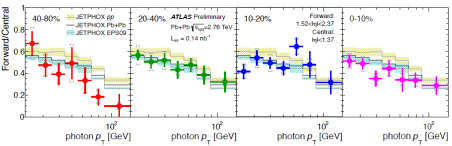 40-80%
JETPHOX pp
JETPHOX Pb+Pb
JETPHOX EPS09
20-40%
ATLAS Preliminary
Pb+Pb √sNN=2.76 TeV
Lint = 0.14 nb-1
10-20%
Forward:
1.52<|η|<2.37
Central:
|η|<1.37
0-10%
Forward/Central
1
0.8
0.6
0.4
0.2
0
10²
10²
10²
10²
photon pT [GeV]
photon pT [GeV]
photon pT [GeV]
photon pT [GeV]